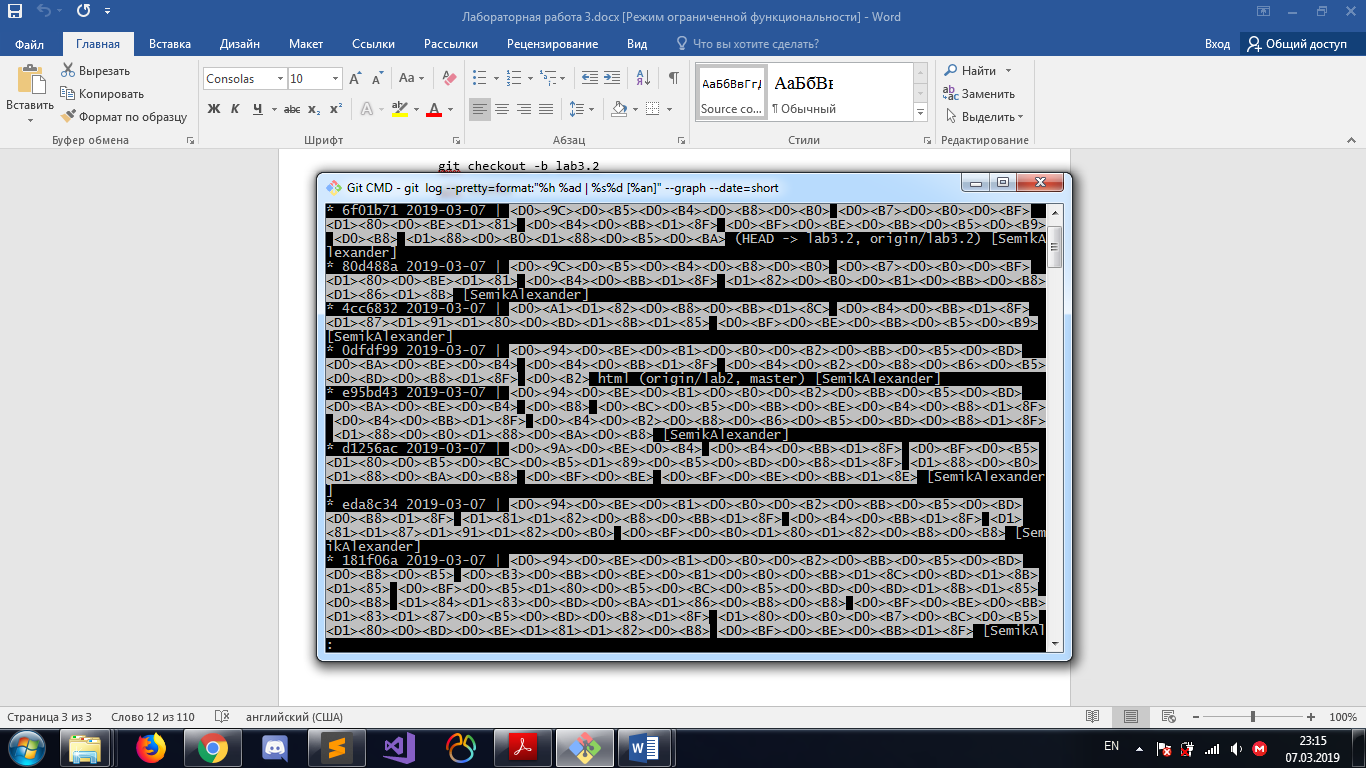 Лабораторная работа 3.docx [Режим ограниченной функциональности] - Word
Файл Главная Вставка Дизайн Макет Ссылки Рассылки Рецензирование Вид Что вы хотите сделать? Вход Общий доступ
Вставить
Вырезать
Копировать
Формат по образцу
Буфер обмена
Consolas 10
Ж К Ч abc x₂ x²
Шрифт
Абзац
АаБбВвГгД
Source co...
АаБбВі
¶ Обычный
Стили
Найти
Заменить
Выделить
Редактирование
git checkout -b lab3.2
Git CMD - git  log --pretty=format:"%h %ad | %s%d [%an]" --graph --date=short
* 6f01b71 2019-03-07 | <D0><9C><D0><B5><D0><B4><D0><B8><D0><B0> <D0><B7><D0><B0><D0><BF>
<D1><80><D0><BE><D1><81> <D0><B4><D0><BB><D1><8F> <D0><BF><D0><BE><D0><BB><D0><B5><D0><B9>
<D0><B8> <D1><88><D0><B0><D1><88><D0><B5><D0><BA> (HEAD -> lab3.2, origin/lab3.2) [SemikA
lexander]
* 80d488a 2019-03-07 | <D0><9C><D0><B5><D0><B4><D0><B8><D0><B0> <D0><B7><D0><B0><D0><BF>
<D1><80><D0><BE><D1><81> <D0><B4><D0><BB><D1><8F> <D1><82><D0><B0><D0><B1><D0><BB><D0><B8>
<D1><86><D1><8B> [SemikAlexander]
* 4cc6832 2019-03-07 | <D0><A1><D1><82><D0><B8><D0><BB><D1><8C> <D0><B4><D0><BB><D1><8F>
<D1><87><D1><91><D1><80><D0><BD><D1><8B><D1><85> <D0><BF><D0><BE><D0><BB><D0><B5><D0><B9>
[SemikAlexander]
* 0dfdf99 2019-03-07 | <D0><94><D0><BE><D0><B1><D0><B0><D0><B2><D0><BB><D0><B5><D0><BD>
<D0><BA><D0><BE><D0><B4> <D0><B4><D0><BB><D1><8F> <D0><B4><D0><B2><D0><B8><D0><B6><D0><B5>
<D0><BD><D0><B8><D1><8F> <D0><B2> html (origin/lab2, master) [SemikAlexander]
* e95bd43 2019-03-07 | <D0><94><D0><BE><D0><B1><D0><B0><D0><B2><D0><BB><D0><B5><D0><BD>
<D0><BA><D0><BE><D0><B4> <D0><B8> <D0><BC><D0><B5><D0><BB><D0><BE><D0><B4><D0><B8><D1><8F>
<D0><B4><D0><BB><D1><8F> <D0><B4><D0><B2><D0><B8><D0><B6><D0><B5><D0><BD><D0><B8><D1><8F>
<D1><88><D0><B0><D1><88><D0><BA><D0><B8> [SemikAlexander]
* d1256ac 2019-03-07 | <D0><9A><D0><BE><D0><B4> <D0><B4><D0><BB><D1><8F> <D0><BF><D0><B5>
<D1><80><D0><B5><D0><BC><D0><B5><D1><89><D0><B5><D0><BD><D0><B8><D1><8F> <D1><88><D0><B0>
<D1><88><D0><BA><D0><B8> <D0><BF><D0><BE> <D0><BF><D0><BE><D0><BB><D1><8E> [SemikAlexander
]
* eda8c34 2019-03-07 | <D0><94><D0><BE><D0><B1><D0><B0><D0><B2><D0><BB><D0><B5><D0><BD>
<D0><B8><D1><8F> <D1><81><D1><82><D0><B8><D0><BB><D1><8F> <D0><B4><D0><BB><D1><8F> <D1>
<81><D1><87><D1><91><D1><82><D0><B0> <D0><BF><D0><B0><D1><80><D1><82><D0><B8><D0><B8> [Sem
ikAlexander]
* 181f06a 2019-03-07 | <D0><94><D0><BE><D0><B1><D0><B0><D0><B2><D0><BB><D0><B5><D0><BD>
<D0><B8><D0><B5> <D0><B3><D0><BB><D0><BE><D0><B1><D0><B0><D0><BB><D1><8C><D0><BD><D1><8B>
<D1><85> <D0><BF><D0><B5><D1><80><D0><B5><D0><BC><D0><B5><D0><BD><D0><BD><D1><8B><D1><85>
<D0><B8> <D1><84><D1><83><D0><BD><D0><BA><D1><86><D0><B8><D0><B8> <D0><BF><D0><BE><D0><BB>
<D1><83><D1><87><D0><B5><D0><BD><D0><B8><D1><8F> <D1><80><D0><B0><D0><B7><D0><BC><D0><B5>
<D1><80><D0><BD><D0><BE><D1><81><D1><82><D0><B8> <D0><BF><D0><BE><D0><BB><D1><8F> [SemikAl
:
Страница 3 из 3 Слово 12 из 110 английский (США) 100%
EN
23:15
07.03.2019